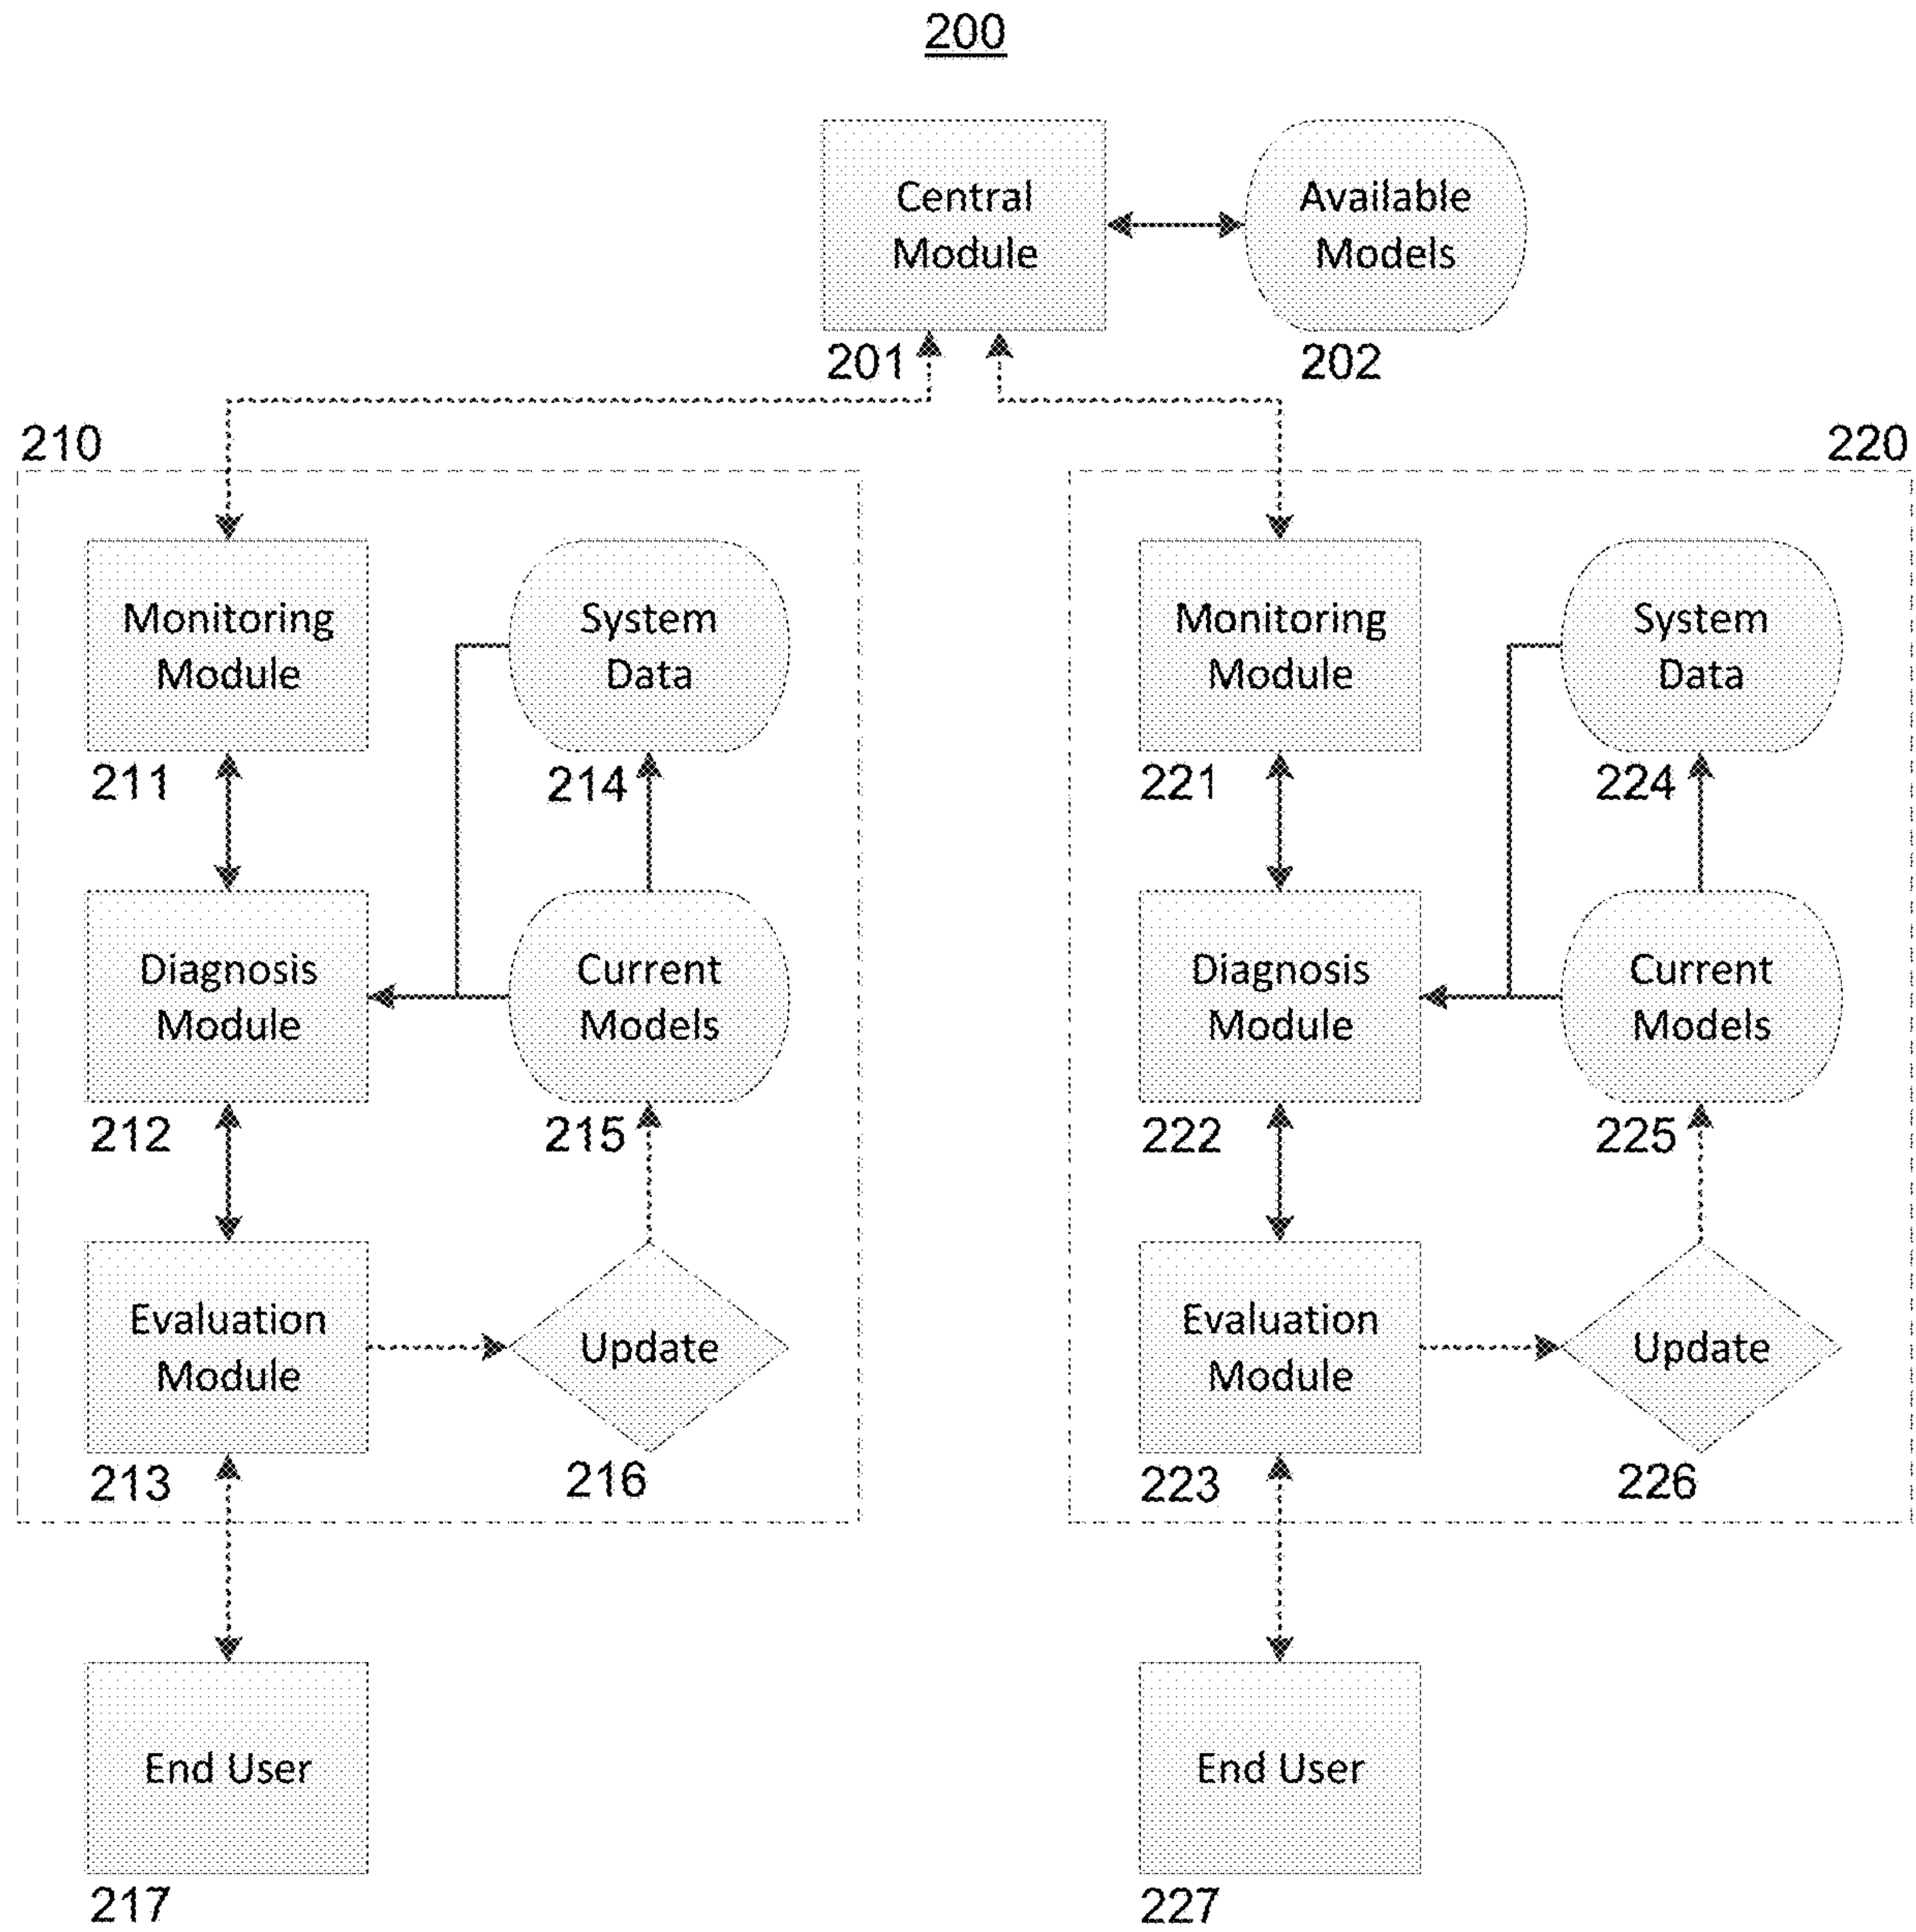 200
Central
Module
Available
Models
201
202
210
220
Monitoring
Module
System
Data
Monitoring
Module
System
Data
211
214
221
224
Diagnosis
Module
Current
Models
Diagnosis
Module
Current
Models
212
215
222
225
Evaluation
Module
Update
Evaluation
Module
Update
213
216
223
226
End User
End User
217
227